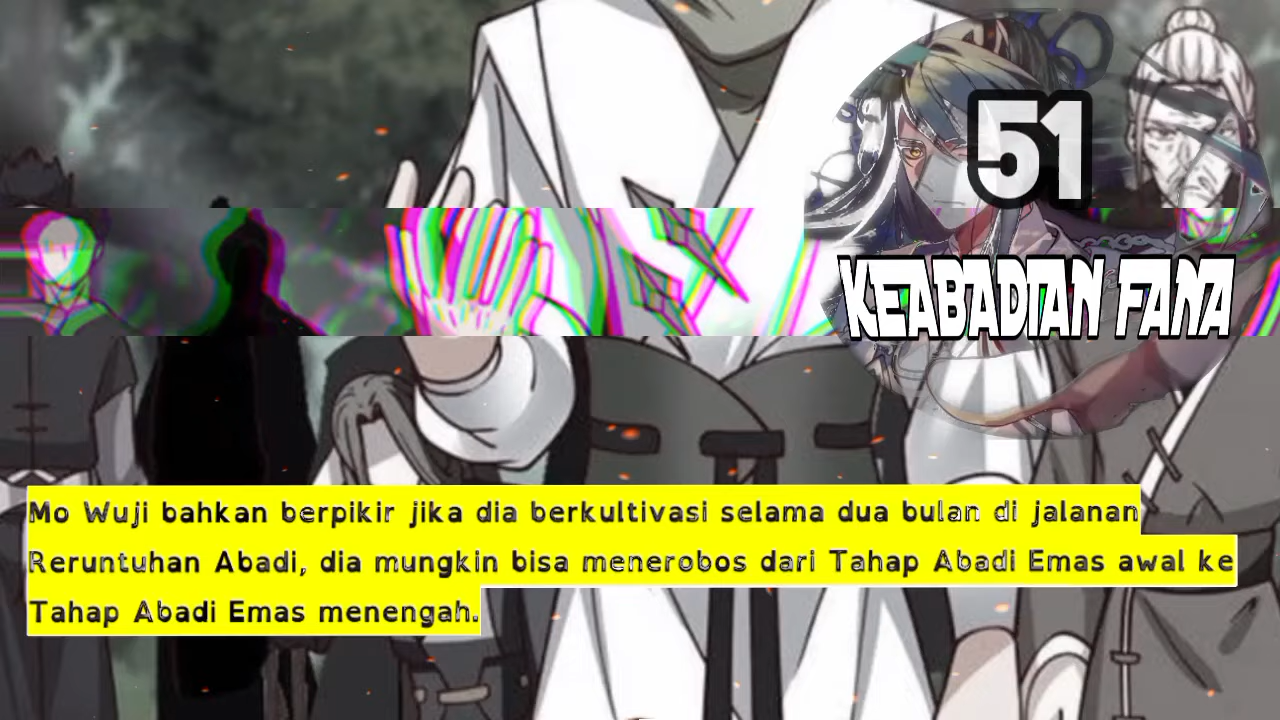 51
KEABADIAN FANA
Mo Wuji bahkan berpikir jika dia berkultivasi selama dua bulan di jalanan
Reruntuhan Abadi, dia mungkin bisa menerobos dari Tahap Abadi Emas awal ke
Tahap Abadi Emas menengah.